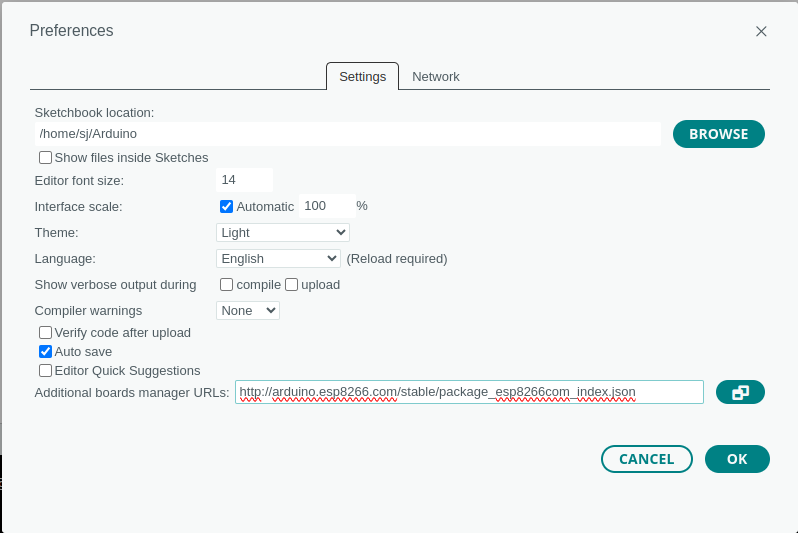 Preferences
Settings Network
Sketchbook location:
/home/sj/Arduino BROWSE
Show files inside Sketches
Editor font size: 14
Interface scale: Automatic 100 %
Theme: Light
Language: English (Reload required)
Show verbose output during compile upload
Compiler warnings None
Verify code after upload
Auto save
Editor Quick Suggestions
Additional boards manager URLs: http://arduino.esp8266.com/stable/package_esp8266com_index.json
CANCEL OK